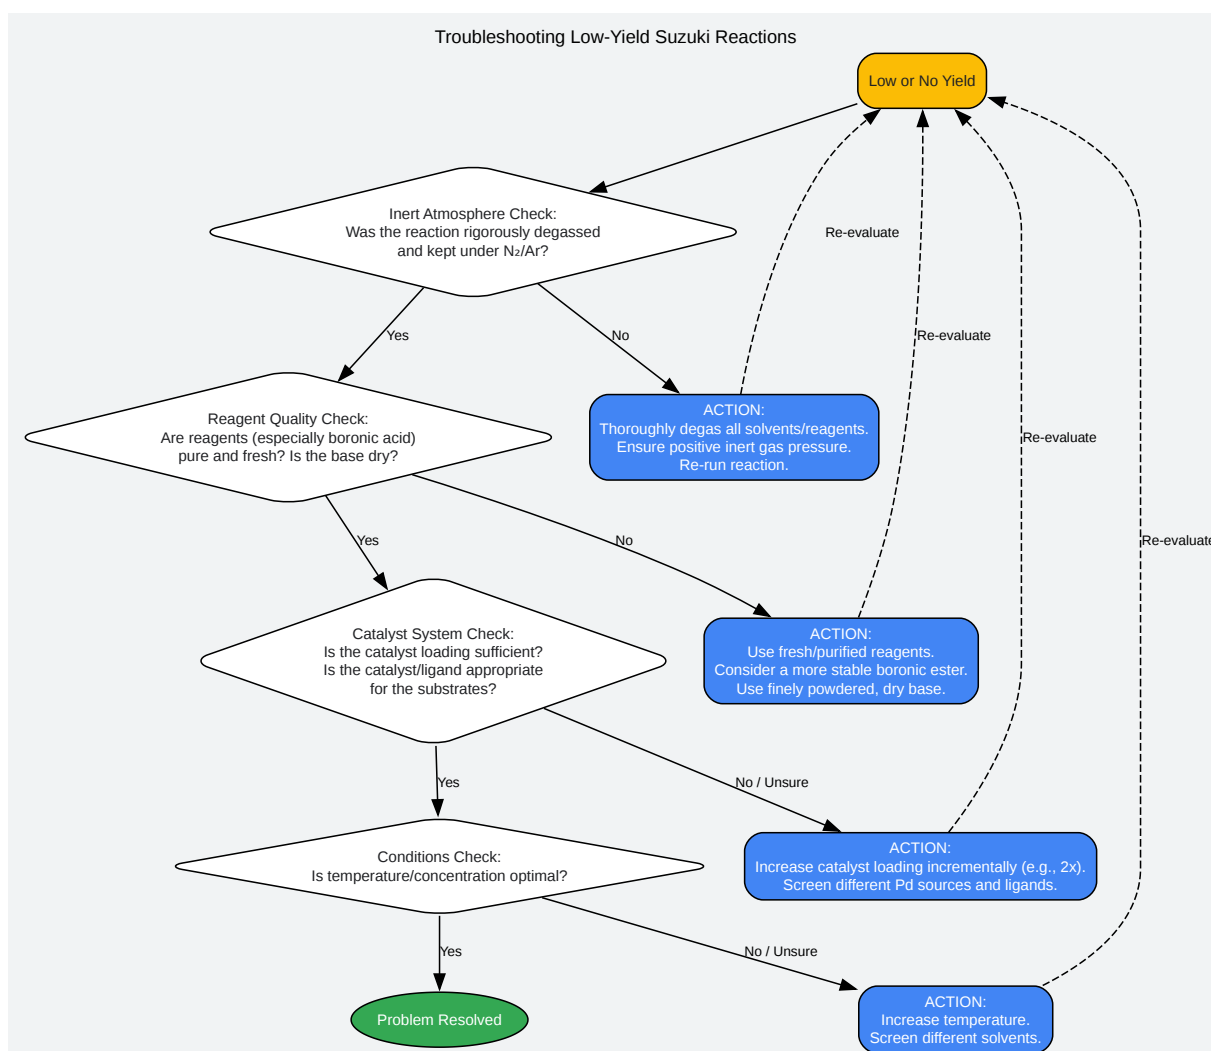 Troubleshooting Low-Yield Suzuki Reactions
Low or No Yield
Inert Atmosphere Check:
Was the reaction rigorously degassed
and kept under N₂/Ar?
Re-evaluate
Yes
No
Re-evaluate
ACTION:
Thoroughly degas all solvents/reagents.
Ensure positive inert gas pressure.
Re-run reaction.
Reagent Quality Check:
Are reagents (especially boronic acid)
pure and fresh? Is the base dry?
Re-evaluate
Yes
No
Re-evaluate
Catalyst System Check:
Is the catalyst loading sufficient?
Is the catalyst/ligand appropriate
for the substrates?
ACTION:
Use fresh/purified reagents.
Consider a more stable boronic ester.
Use finely powdered, dry base.
Yes
No / Unsure
Conditions Check:
Is temperature/concentration optimal?
ACTION:
Increase catalyst loading incrementally (e.g., 2x).
Screen different Pd sources and ligands.
Yes
No / Unsure
Problem Resolved
ACTION:
Increase temperature.
Screen different solvents.